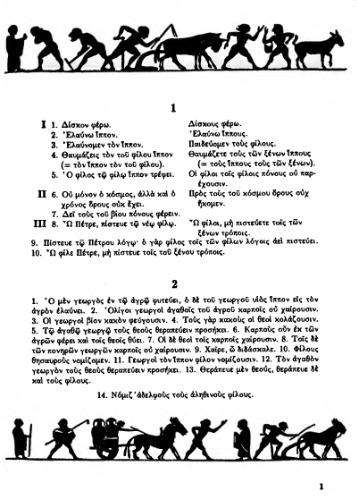 1
I 1. Δίσκον φέρω. Δίσκους φέρω.
2. Ἐλαύνω ἵππον. Ἐλαύνω ἵππους.
3. Ἐλαύνομεν τὸν ἵππον. Παιδεύομεν τοὺς φίλους.
4. Θαυμάζεις τὸν τοῦ φίλου ἵππον Θαυμάζετε τοὺς τῶν ξένων ἵππους
(= τὸν ἵππον τὸν τοῦ φίλου). (= τοὺς ἵππους τοὺς τῶν ξένων).
5. Ὁ φίλος τῷ φίλῳ ἵππον τρέφει. Οἱ φίλοι τοῖς φίλοις πόνους οὐ παρ-
έχουσιν.
II 6. Οὐ μόνον ὁ κόσμος, ἀλλὰ καὶ ὁ Πρὸς τοὺς τοῦ κόσμου ὅρους οὐχ
χρόνος ὅρους οὐκ ἔχει. ἥκομεν.
7. Δεῖ τοὺς τοῦ βίου πόνους φέρειν.
III 8. Ὦ Πέτρε, πίστευε τῷ νέῳ φίλῳ. Ὦ φίλοι, μὴ πιστεύετε τοῖς τῶν
ξένων τρόποις.
9. Πίστευε τῷ Πέτρου λόγῳ· ὁ γὰρ φίλος τοῖς τῶν φίλων λόγοις ἀεὶ πιστεύει.
10. Ὦ φίλε Πέτρε, μὴ πίστευε τοῖς τοῦ ξένου τρόποις.
2
1. Ὁ μὲν γεωργὸς ἐν τῷ ἀγρῷ φυτεύει, ὁ δὲ τοῦ γεωργοῦ υἱὸς ἵππον εἰς τὸν
ἀγρὸν ἐλαύνει. 2. Ὀλίγοι γεωργοὶ ἀγαθοῖς τοῦ ἀγροῦ καρποῖς οὐ χαίρουσιν.
3. Οἱ γεωργοὶ βίον κακὸν φεύγουσιν. 4. Τοὺς γὰρ κακοὺς οἱ θεοὶ κολάζουσιν.
5. Τῷ ἀγαθῷ γεωργῷ τοὺς θεοὺς θεραπεύειν προσήκει. 6. Καρποὺς οὖν ἐκ τῶν
ἀγρῶν φέρει καὶ τοῖς θεοῖς θύει. 7. Οἱ δὲ θεοὶ τοῖς καρποῖς χαίρουσιν. 8. Τοῖς δὲ
τῶν πονηρῶν γεωργῶν καρποῖς οὐ χαίρουσιν. 9. Χαῖρε, ὦ διδάσκαλε. 10. Φίλους
θησαυροὺς νομίζομεν. 11. Γεωργοὶ τὸν ἵππον φίλον νομίζουσιν. 12. Τὸν ἀγαθὸν
γεωργὸν τοὺς θεοὺς θεραπεύειν προσήκει. 13. Θεράπευε μὲν θεούς, θεράπευε δὲ
καὶ τοὺς φίλους.
14. Νόμιζ᾽ ἀδελφοὺς τοὺς ἀληθινοὺς φίλους.
1